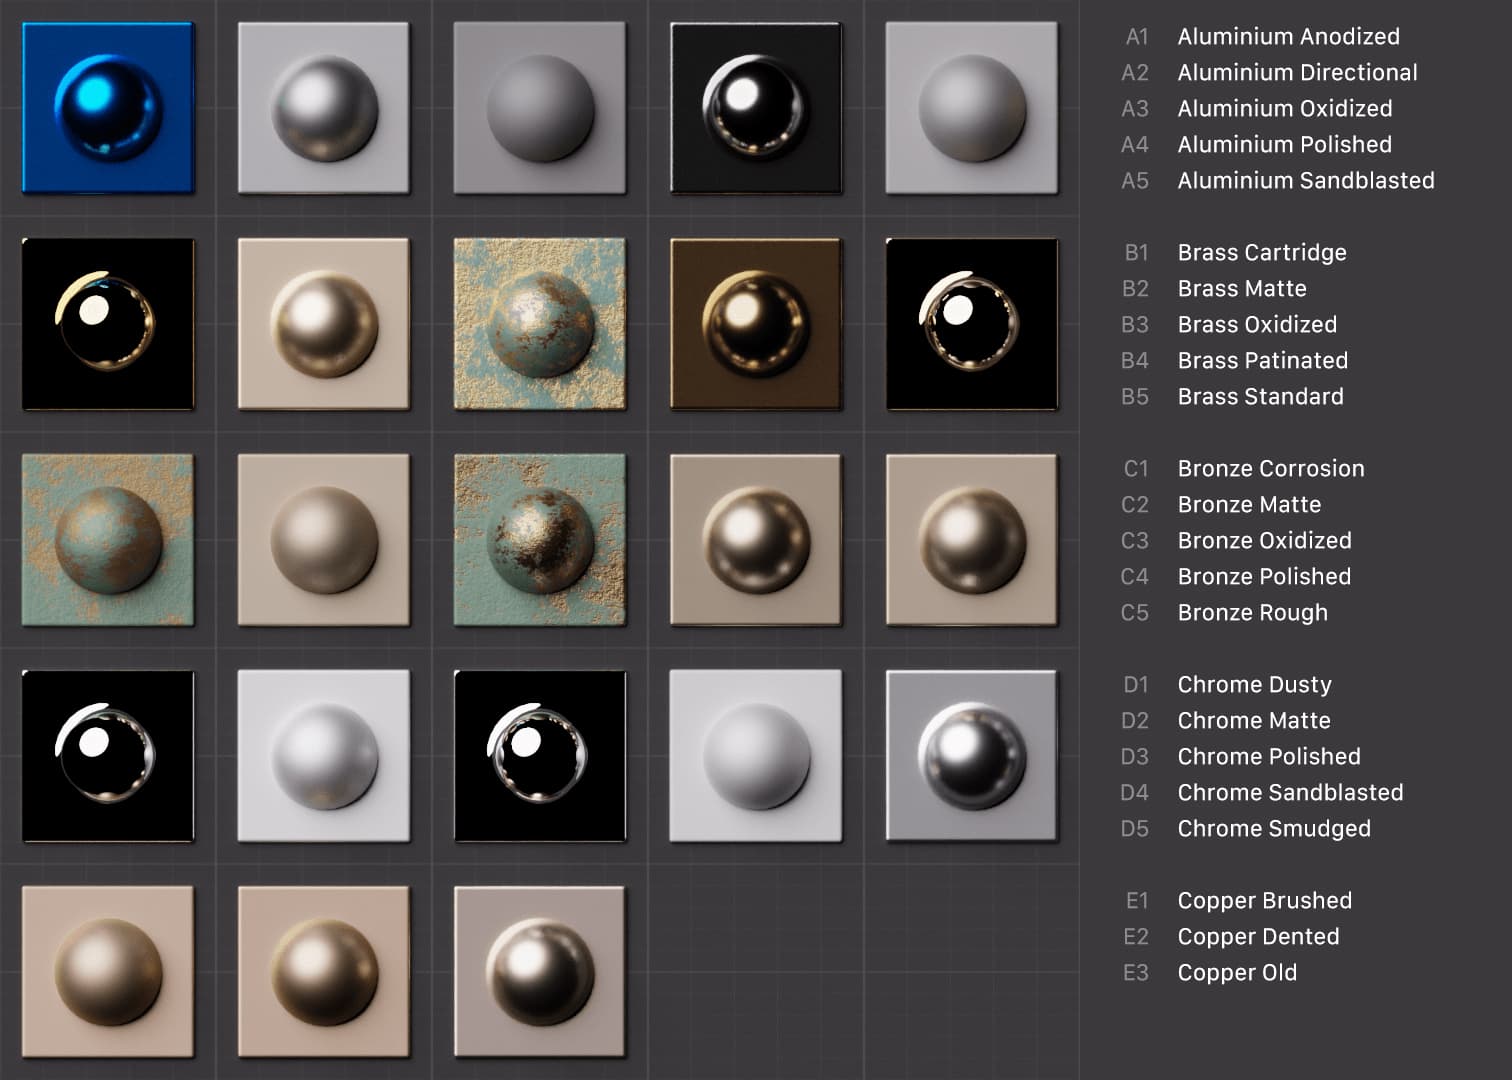 A1 Aluminium Anodized
A2 Aluminium Directional
A3 Aluminium Oxidized
A4 Aluminium Polished
A5 Aluminium Sandblasted
B1 Brass Cartridge
B2 Brass Matte
B3 Brass Oxidized
B4 Brass Patinated
B5 Brass Standard
C1 Bronze Corrosion
C2 Bronze Matte
C3 Bronze Oxidized
C4 Bronze Polished
C5 Bronze Rough
D1 Chrome Dusty
D2 Chrome Matte
D3 Chrome Polished
D4 Chrome Sandblasted
D5 Chrome Smudged
E1 Copper Brushed
E2 Copper Dented
E3 Copper Old